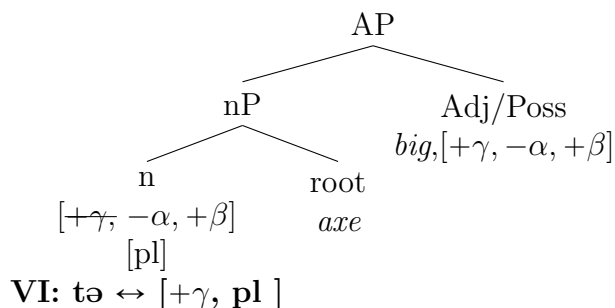 AP
nP Adj/Poss
big,[+γ, −α, +β]
n root
[+γ, −α, +β] axe
[pl]
VI: tə ↔ [+γ, pl ]